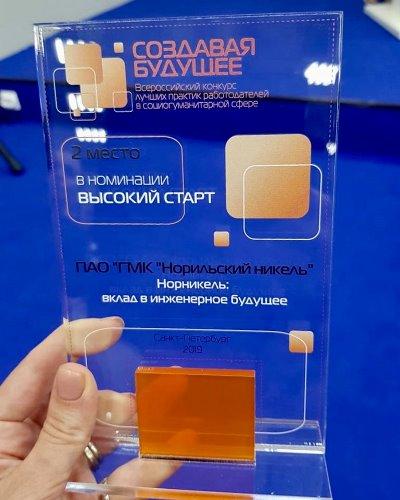 СОЗДАВАЯ
БУДУЩЕЕ
Всероссийский конкурс
лучших практик работодателей
в социогуманитарной сфере
2 место
в номинации
ВЫСОКИЙ СТАРТ
ПАО "ГМК "Норильский никель"
Норникель:
вклад в инженерное будущее
Санкт-Петербург
2019